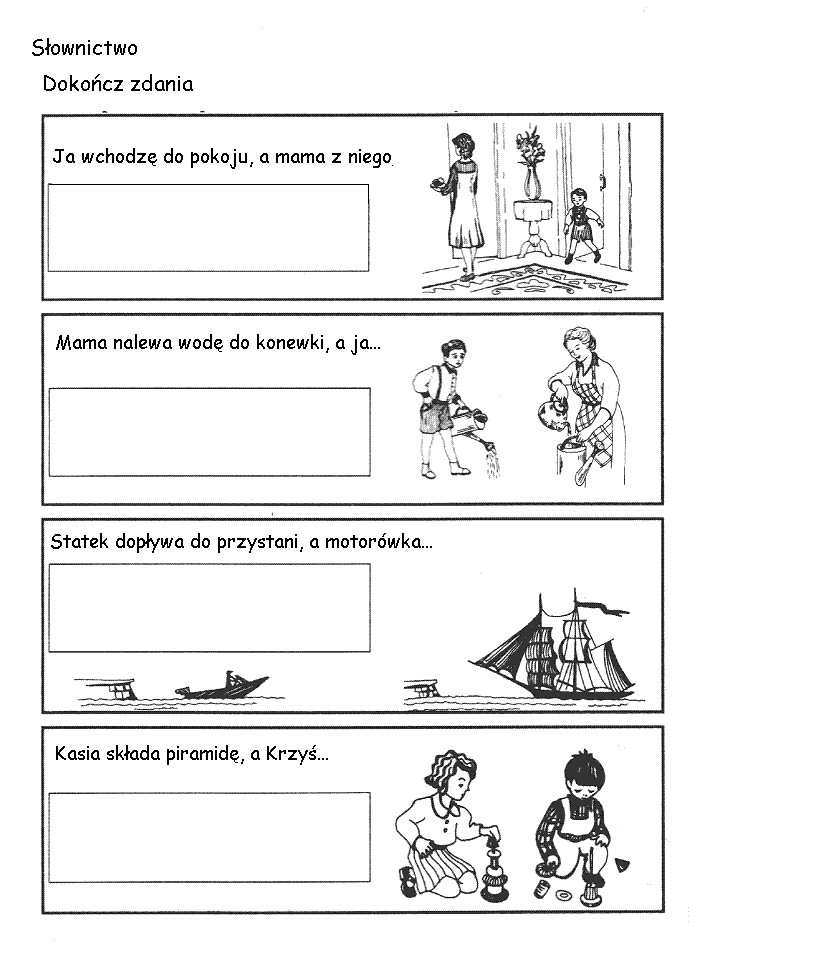 Słownictwo
Dokończ zdania
Ja wchodzę do pokoju, a mama z niego
Mama nalewa wodę do konewki, a ja...
Statek dopływa do przystani, a motorówka...
Kasia składa piramidę, a Krzyś...